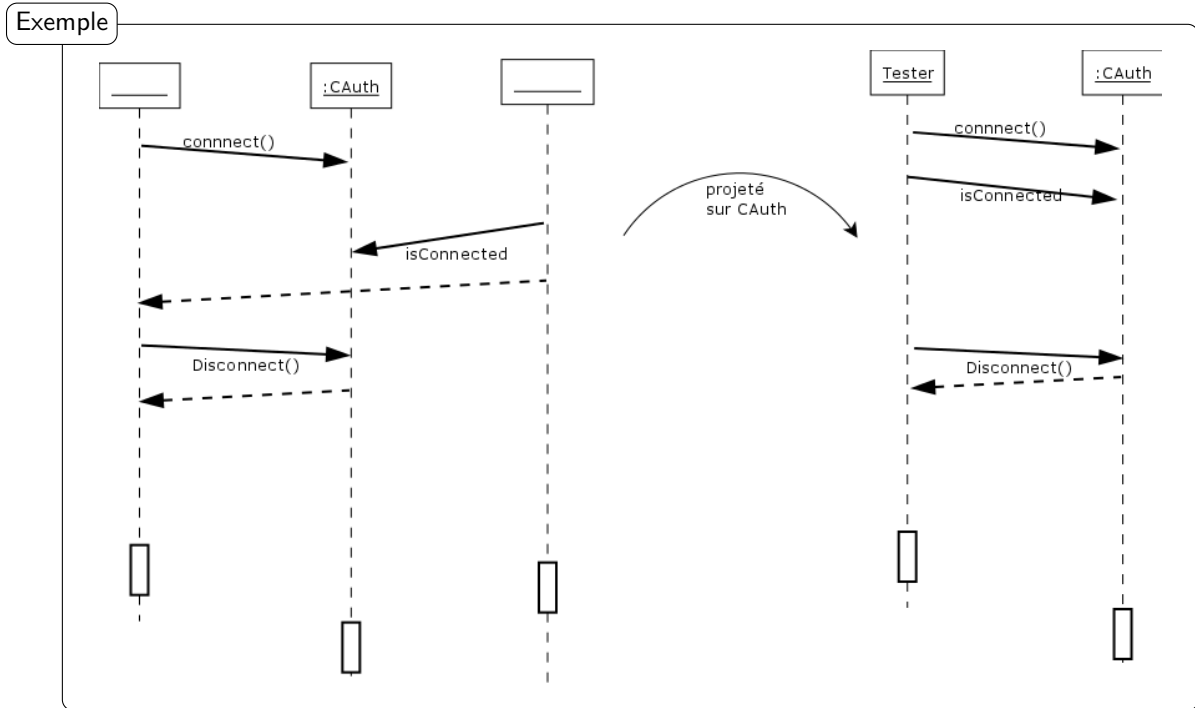 Exemple
:CAuth
connnect()
isConnected
Disconnect()
projeté
sur CAuth
Tester
:CAuth
connnect()
isConnected
Disconnect()